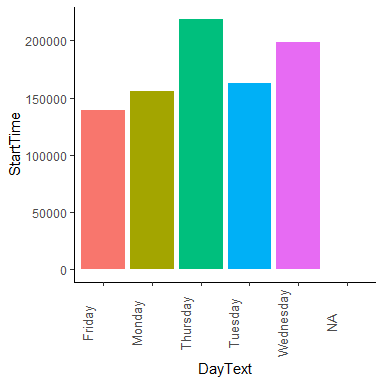 200000
150000
100000
50000
0
StartTime
Friday
Monday
Thursday
Tuesday
Wednesday
NA
DayText